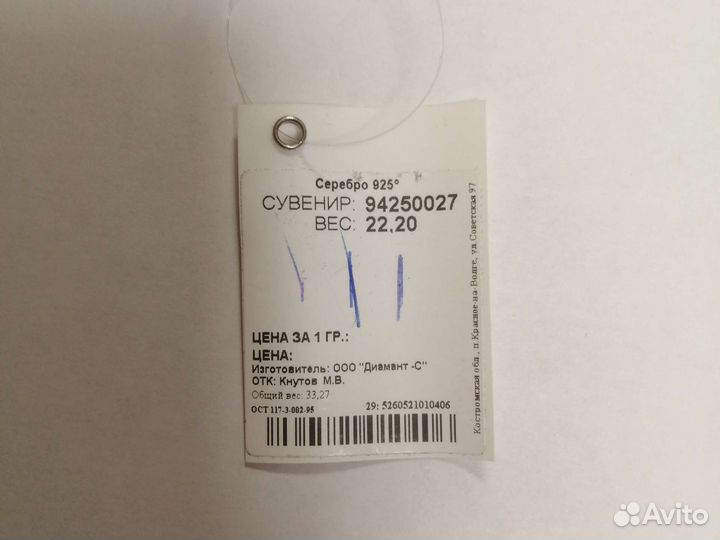 Серебро 925°
СУВЕНИР: 94250027
ВЕС: 22,20
ЦЕНА ЗА 1 ГР.:
ЦЕНА:
Изготовитель: ООО "Диамант -С"
ОТК: Кнутов М.В.
Общий вес: 33,27
ОСТ 117-3-002-95 29: 5260521010406
Костромская обл., п.Красное-на-Волге, ул Советская 97
Avito